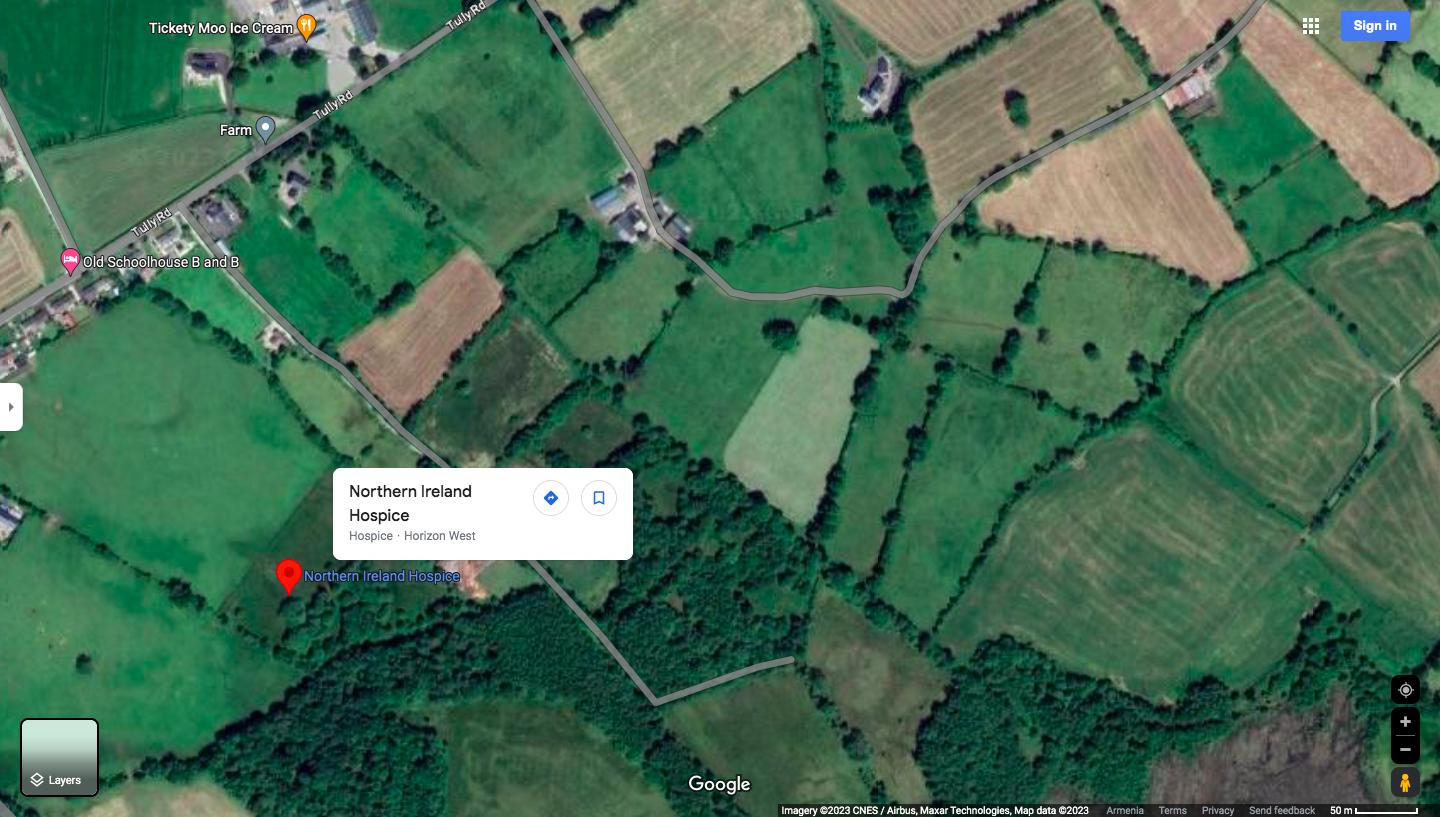 Tickety Moo Ice Cream
Tully Rd
Sign in
Tully Rd
Farm
Tully Rd
Old Schoolhouse B and B
Northern Ireland
Hospice
Hospice · Horizon West
Northern Ireland Hospice
Layers
Google
Imagery ©2023 CNES / Airbus, Maxar Technologies, Map data ©2023 Armenia Terms Privacy Send feedback 50 m